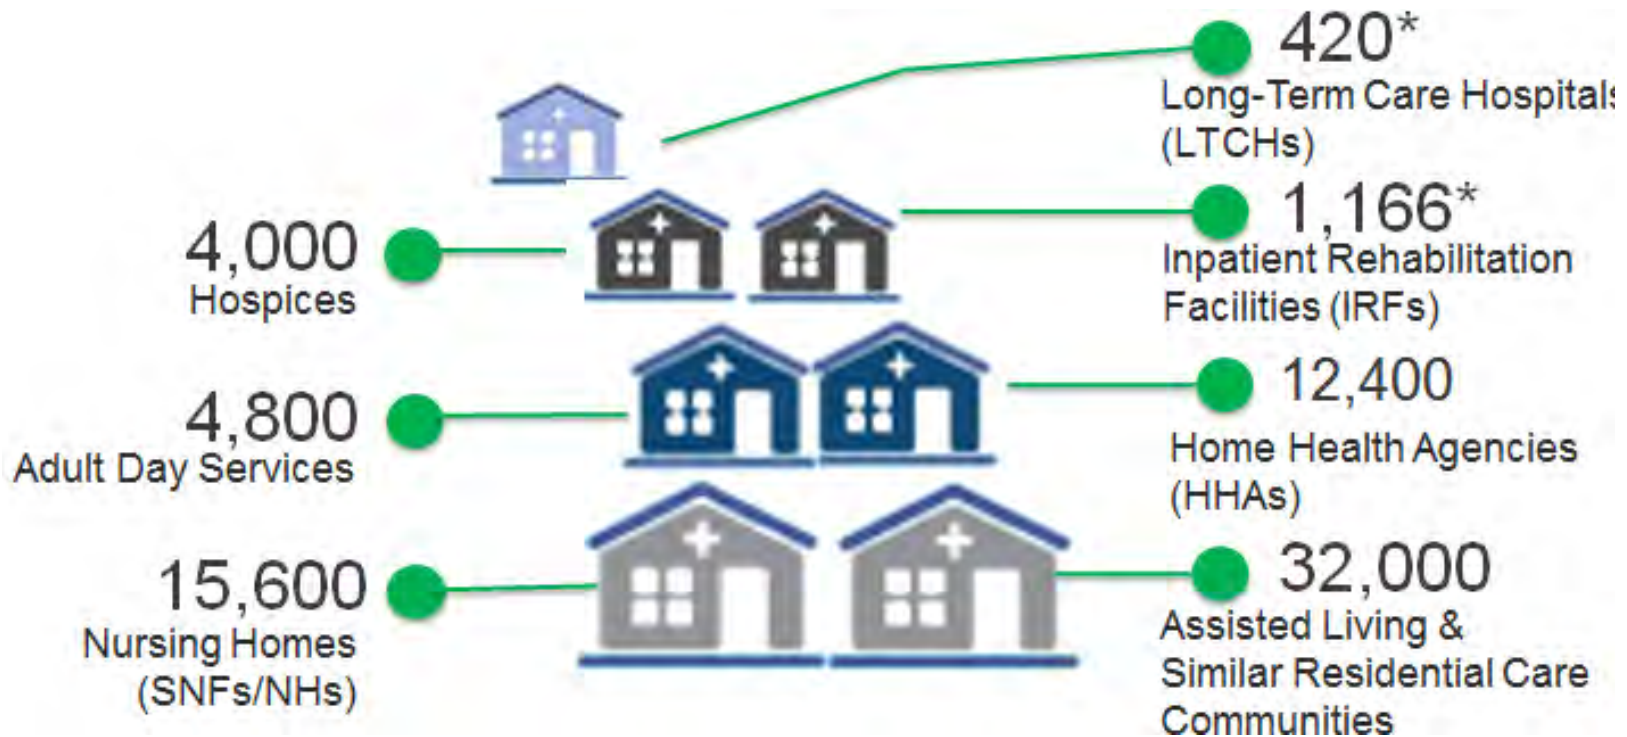 420*
Long-Term Care Hospitals
(LTCHs)
4,000
Hospices
1,166*
Inpatient Rehabilitation
Facilities (IRFs)
4,800
Adult Day Services
12,400
Home Health Agencies
(HHAs)
15,600
Nursing Homes
(SNFs/NHs)
32,000
Assisted Living &
Similar Residential Care
Communities